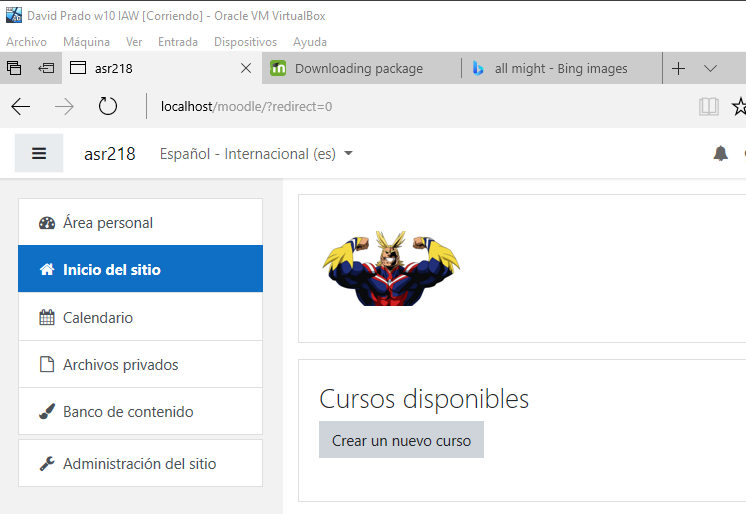 David Prado w10 IAW [Corriendo] - Oracle VM VirtualBox
Archivo Máquina Ver Entrada Dispositivos Ayuda
asr218 Downloading package all might - Bing images
localhost/moodle/?redirect=0
asr218 Español - Internacional (es)
Área personal
Inicio del sitio
Calendario
Archivos privados
Banco de contenido
Administración del sitio
Cursos disponibles
Crear un nuevo curso